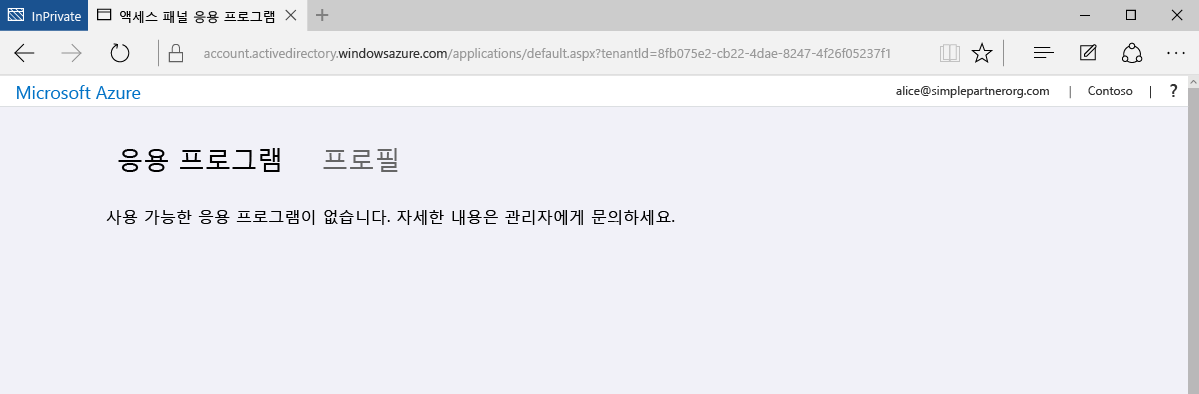 InPrivate 액세스 패널 응용 프로그램
account.activedirectory.windowsazure.com/applications/default.aspx?tenantId=8fb075e2-cb22-4dae-8247-4f26f05237f1
Microsoft Azure alice@simplepartnerorg.com | Contoso | ?
응용 프로그램 프로필
사용 가능한 응용 프로그램이 없습니다. 자세한 내용은 관리자에게 문의하세요.